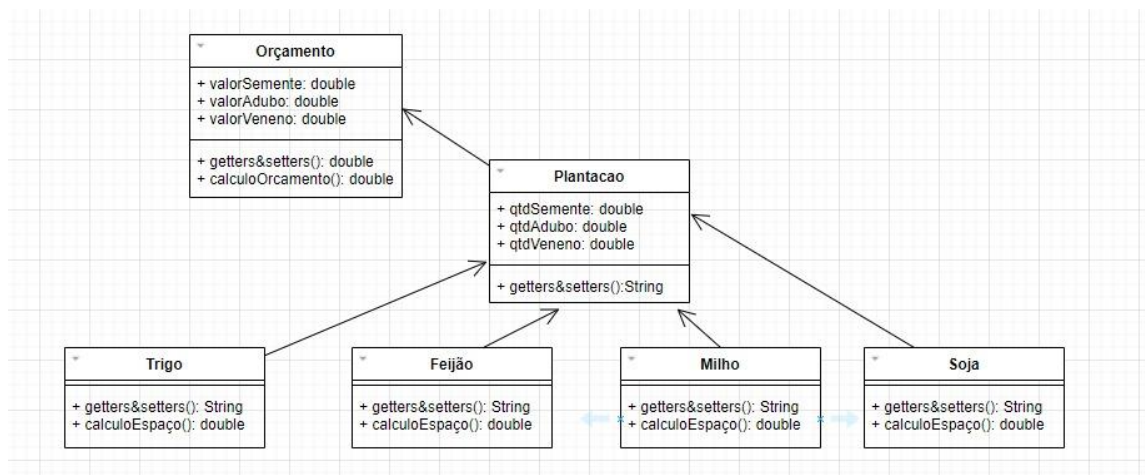 Orçamento
+ valorSemente: double
+ valorAdubo: double
+ valorVeneno: double
+ getters&setters(): double
+ calculoOrcamento(): double
Plantacao
+ qtdSemente: double
+ qtdAdubo: double
+ qtdVeneno: double
+ getters&setters():String
Trigo
+ getters&setters(): String
+ calculoEspaço(): double
Feijão
+ getters&setters(): String
+ calculoEspaço(): double
Milho
+ getters&setters(): String
+ calculoEspaço(): double
Soja
+ getters&setters(): String
+ calculoEspaço(): double